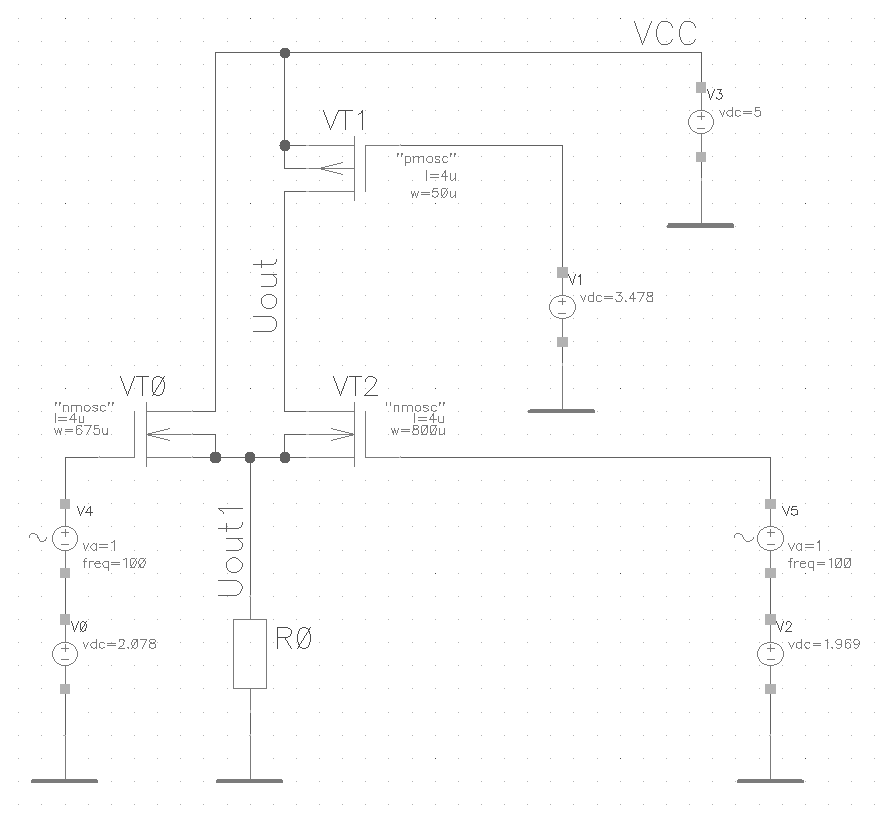 VCC
V3
vdc=5
VT1
"pmosc"
l=4u
w=50u
V1
vdc=3.478
Uout
VT0
"nmosc"
l=4u
w=675u
VT2
"nmosc"
l=4u
w=800u
V4
va=1
freq=100
V0
vdc=2.078
Uout1
R0
V5
va=1
freq=100
V2
vdc=1.969